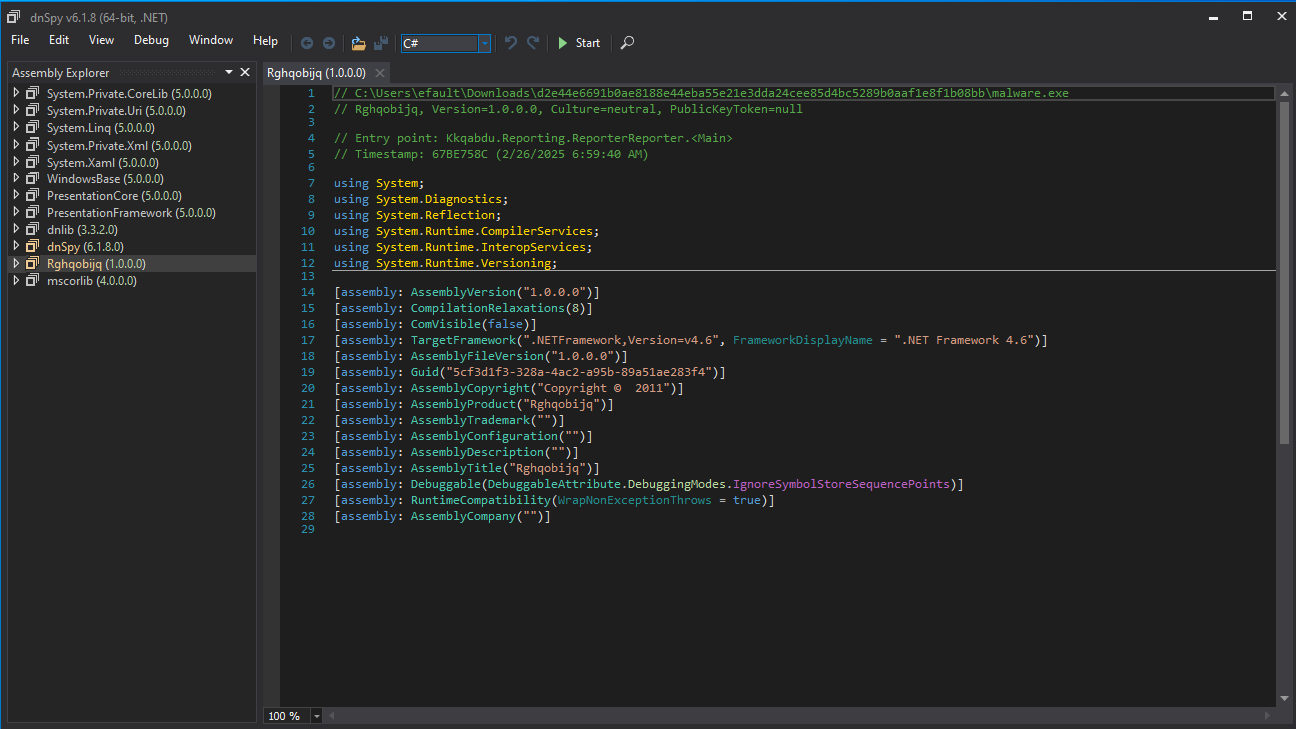 dnSpy v6.1.8 (64-bit, .NET)
File Edit View Debug Window Help C# Start
Assembly Explorer
System.Private.CoreLib (5.0.0.0)
System.Private.Uri (5.0.0.0)
System.Linq (5.0.0.0)
System.Private.Xml (5.0.0.0)
System.Xaml (5.0.0.0)
WindowsBase (5.0.0.0)
PresentationCore (5.0.0.0)
PresentationFramework (5.0.0.0)
dnlib (3.3.2.0)
dnSpy (6.1.8.0)
Rghqobijq (1.0.0.0)
mscorlib (4.0.0.0)
Rghqobijq (1.0.0.0)
1 // C:\Users\efault\Downloads\d2e44e6691b0ae8188e44eba55e21e3dda24cee85d4bc5289b0aaf1e8f1b08bb\malware.exe
2 // Rghqobijq, Version=1.0.0.0, Culture=neutral, PublicKeyToken=null
3
4 // Entry point: Kkqabdu.Reporting.ReporterReporter.<Main>
5 // Timestamp: 67BE758C (2/26/2025 6:59:40 AM)
6
7 using System;
8 using System.Diagnostics;
9 using System.Reflection;
10 using System.Runtime.CompilerServices;
11 using System.Runtime.InteropServices;
12 using System.Runtime.Versioning;
13
14 [assembly: AssemblyVersion("1.0.0.0")]
15 [assembly: CompilationRelaxations(8)]
16 [assembly: ComVisible(false)]
17 [assembly: TargetFramework(".NETFramework,Version=v4.6", FrameworkDisplayName = ".NET Framework 4.6")]
18 [assembly: AssemblyFileVersion("1.0.0.0")]
19 [assembly: Guid("5cf3d1f3-328a-4ac2-a95b-89a51ae283f4")]
20 [assembly: AssemblyCopyright("Copyright ©  2011")]
21 [assembly: AssemblyProduct("Rghqobijq")]
22 [assembly: AssemblyTrademark("")]
23 [assembly: AssemblyConfiguration("")]
24 [assembly: AssemblyDescription("")]
25 [assembly: AssemblyTitle("Rghqobijq")]
26 [assembly: Debuggable(DebuggableAttribute.DebuggingModes.IgnoreSymbolStoreSequencePoints)]
27 [assembly: RuntimeCompatibility(WrapNonExceptionThrows = true)]
28 [assembly: AssemblyCompany("")]
29
100 %